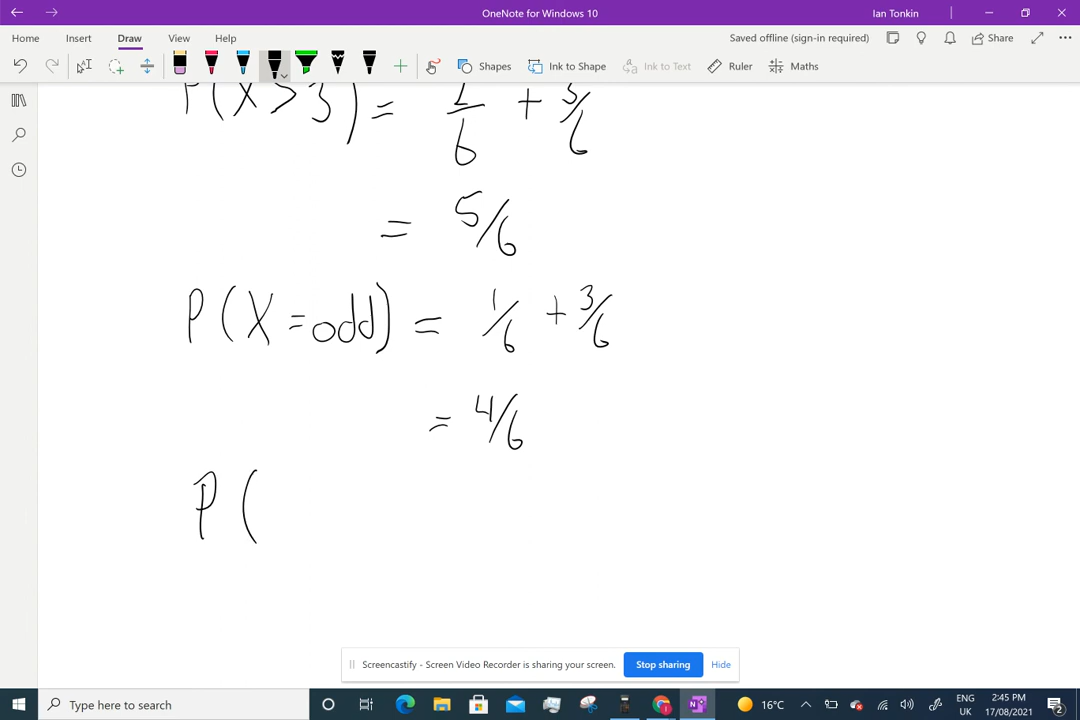 OneNote for Windows 10
Ian Tonkin
Home Insert Draw View Help
Saved offline (sign-in required)
Share
Shapes Ink to Shape Ink to Text Ruler Maths
P(X>3) = 2/6 + 3/6
= 5/6
P(X=odd) = 1/6 + 3/6
= 4/6
P(
Screencastify - Screen Video Recorder is sharing your screen. Stop sharing Hide
Type here to search
16°C
ENG
UK
2:45 PM
17/08/2021
2